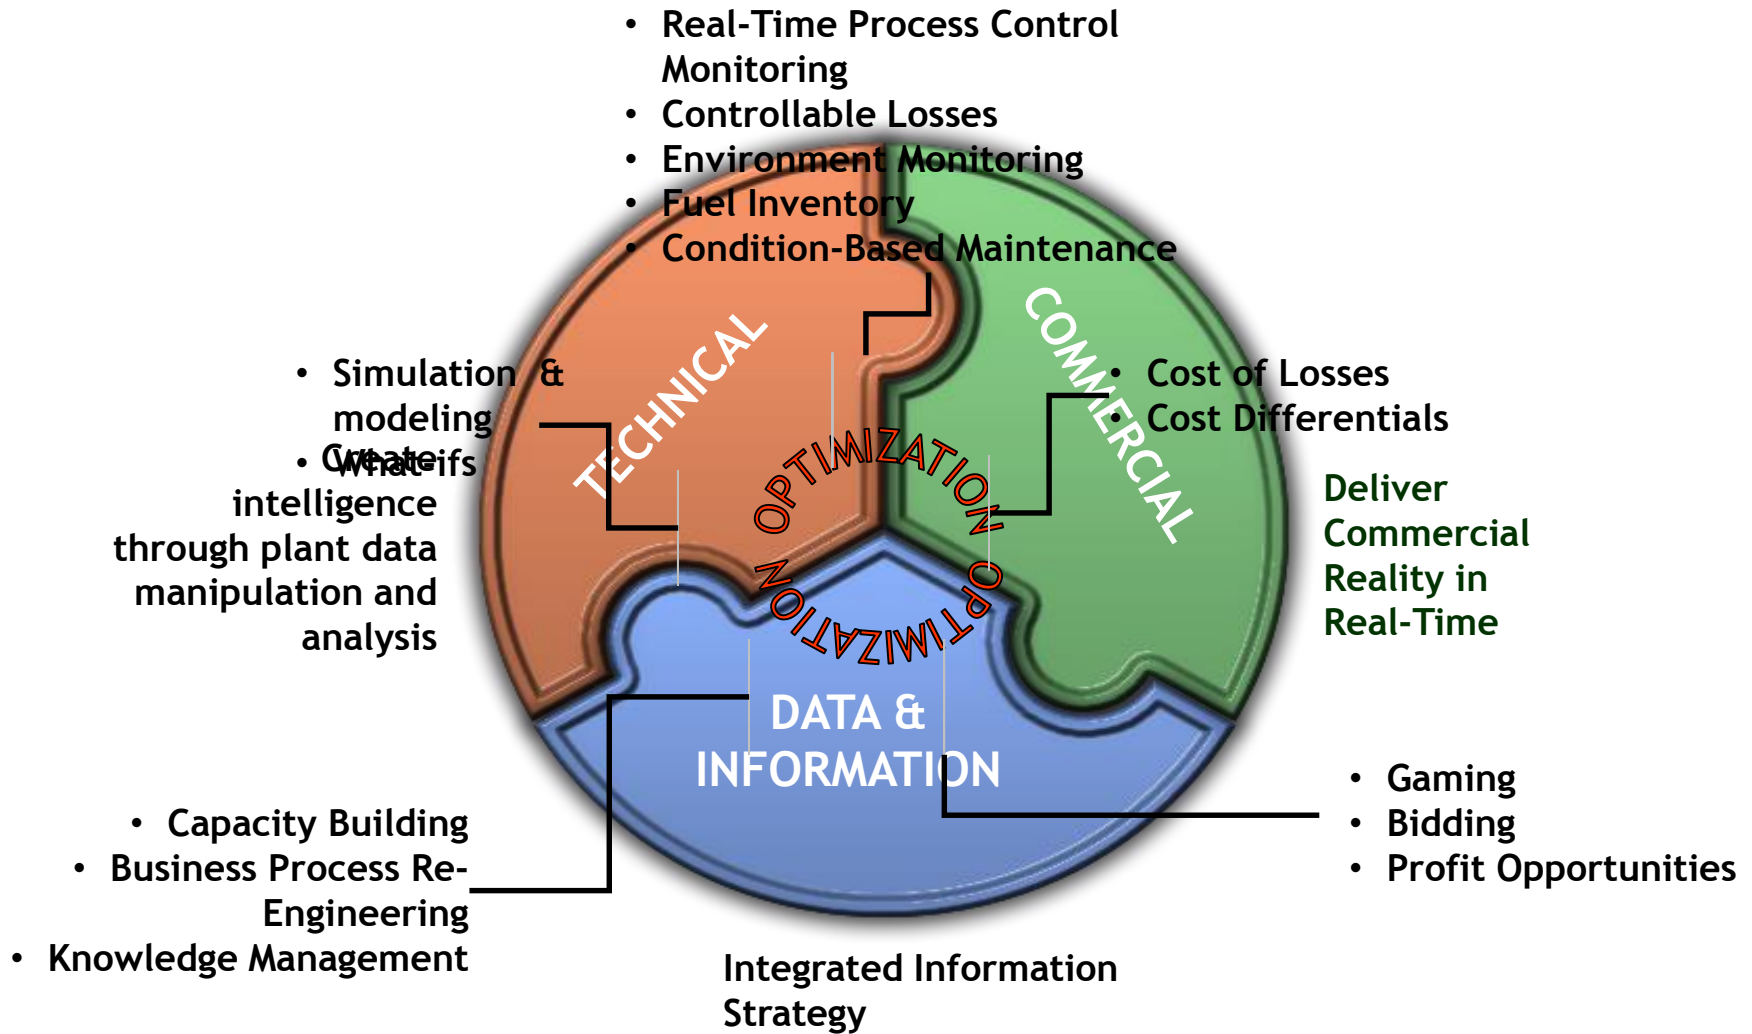 • Real-Time Process Control
Monitoring
• Controllable Losses
• Environment Monitoring
• Fuel Inventory
• Condition-Based Maintenance
TECHNICAL
COMMERCIAL
• Simulation &
modeling
• What-ifs
Create
intelligence
through plant data
manipulation and
analysis
• Cost of Losses
• Cost Differentials
Deliver
Commercial
Reality in
Real-Time
OPTIMIZATION
OPTIMIZATION
DATA &
INFORMATION
• Capacity Building
• Business Process Re-
Engineering
• Knowledge Management
• Gaming
• Bidding
• Profit Opportunities
Integrated Information
Strategy